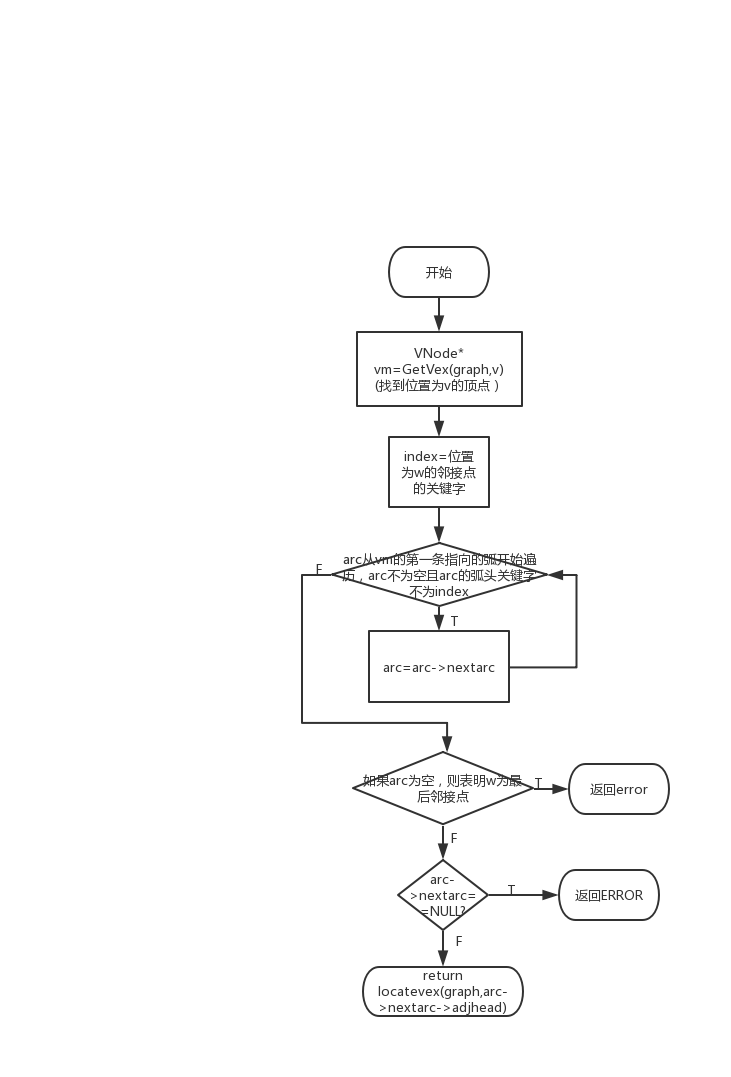 开始
VNode*
vm=GetVex(graph,v)
(找到位置为v的顶点）
index=位置
为w的邻接点
的关键字
arc从vm的第一条指向的弧开始遍
历，arc不为空且arc的弧头关键字
不为index
F
T
arc=arc->nextarc
如果arc为空，则表明w为最
后邻接点
T
返回error
F
arc-
>nextarc=
=NULL?
T
返回ERROR
F
return
locatevex(graph,arc-
>nextarc->adjhead)